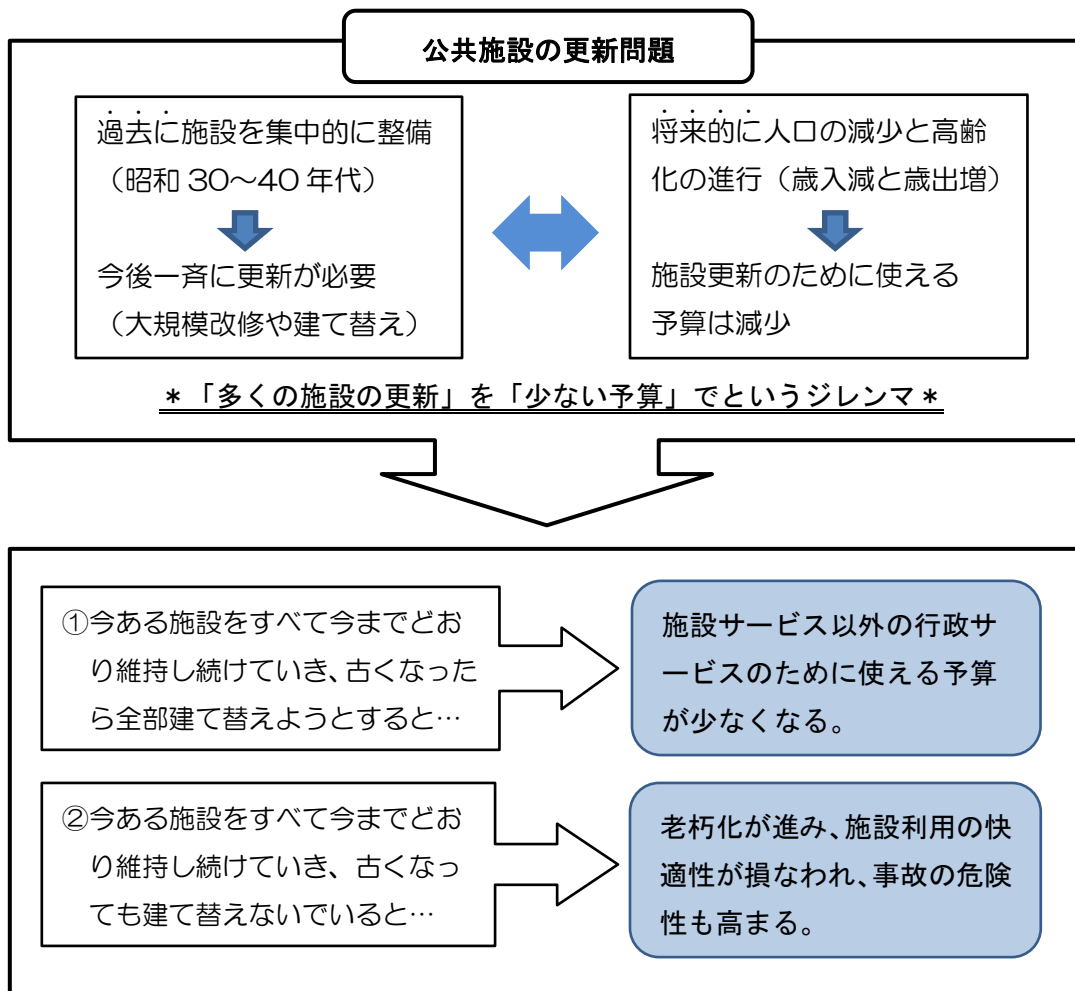 公共施設の更新問題
過去に施設を集中的に整備
（昭和 30～40 年代）
今後一斉に更新が必要
（大規模改修や建て替え）
将来的に人口の減少と高齢
化の進行（歳入減と歳出増）
施設更新のために使える
予算は減少
＊「多くの施設の更新」を「少ない予算」でというジレンマ＊
①今ある施設をすべて今までどお
り維持し続けていき、古くなった
ら全部建て替えようとすると…
施設サービス以外の行政サ
ービスのために使える予算
が少なくなる。
②今ある施設をすべて今までどお
り維持し続けていき、古くなっ
ても建て替えないでいると…
老朽化が進み、施設利用の快
適性が損なわれ、事故の危険
性も高まる。